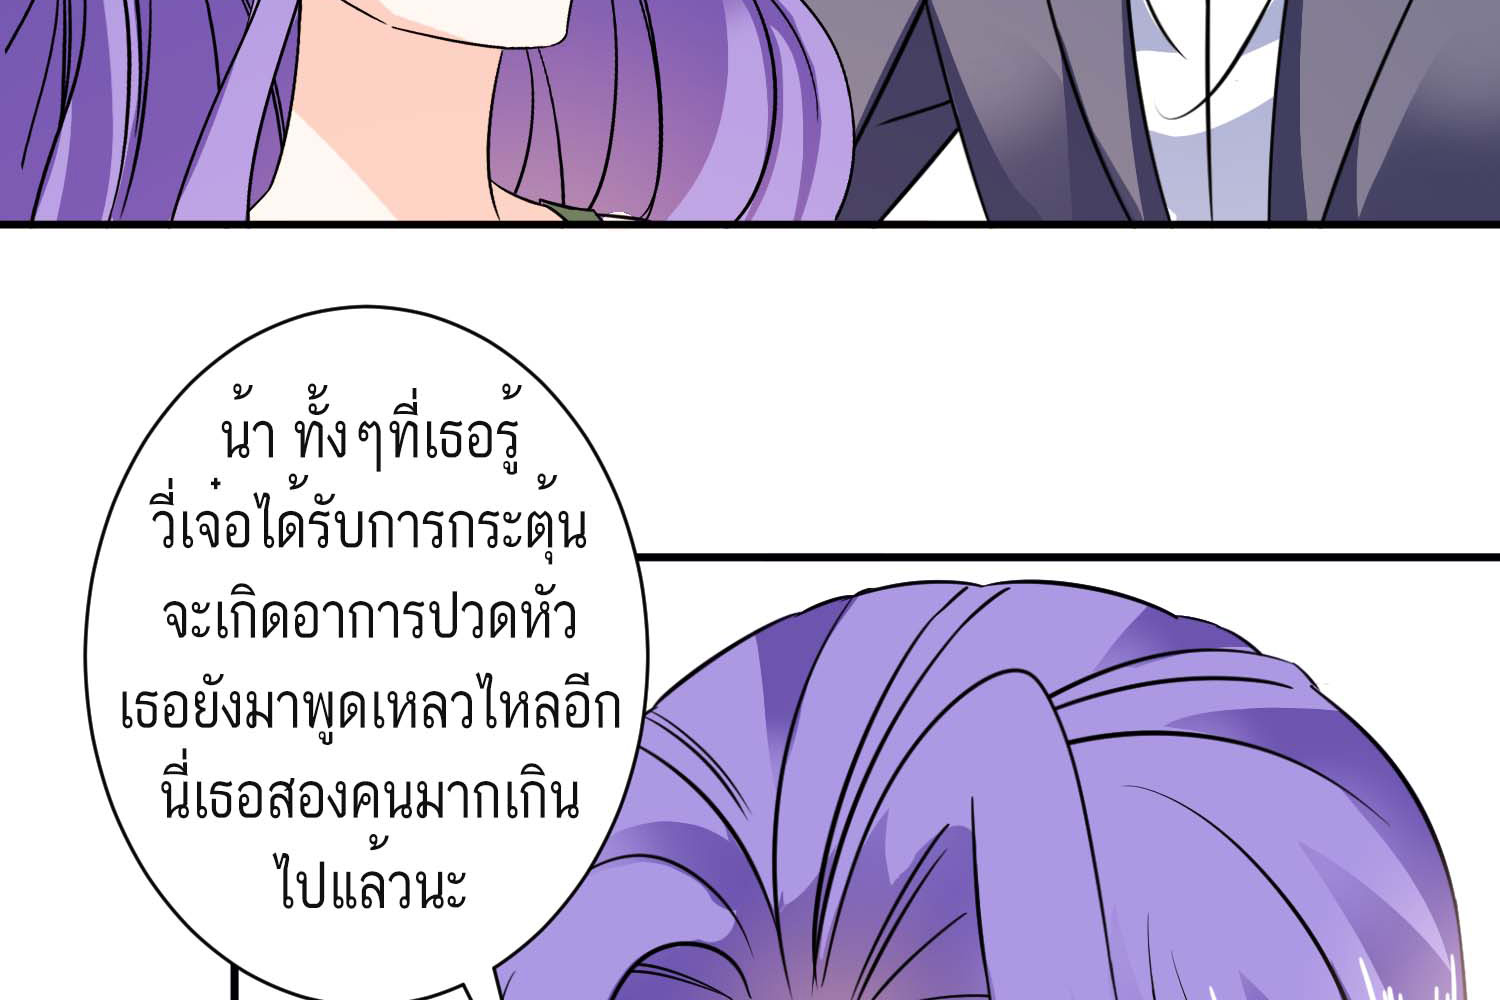 น้า ทั้งๆที่เธอรู้
วี่เจ๋อได้รับการกระตุ้น
จะเกิดอาการปวดหัว
เธอยังมาพูดเหลวไหลอีก
นี่เธอสองคนมากเกิน
ไปแล้วนะ